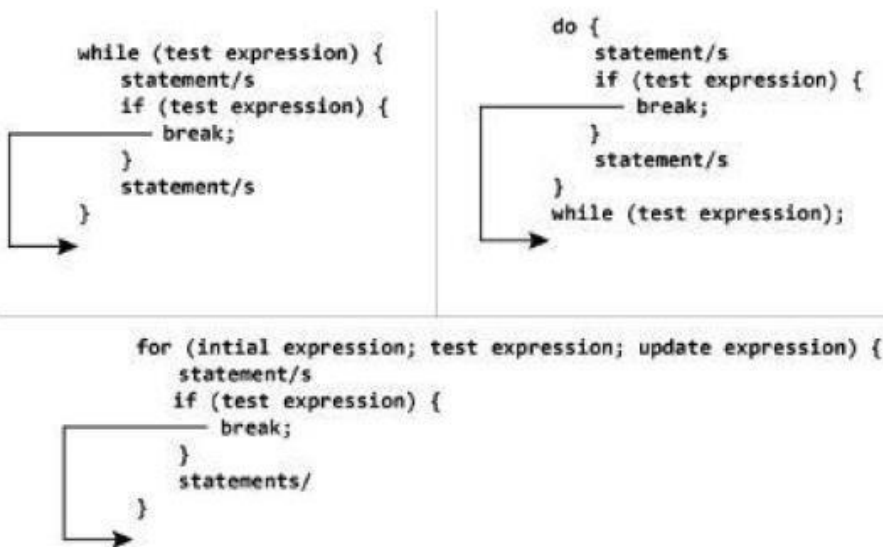 while (test expression) {
statement/s
if (test expression) {
break;
}
statement/s
}
do {
statement/s
if (test expression) {
break;
}
statement/s
}
while (test expression);
for (intial expression; test expression; update expression) {
statement/s
if (test expression) {
break;
}
statements/
}